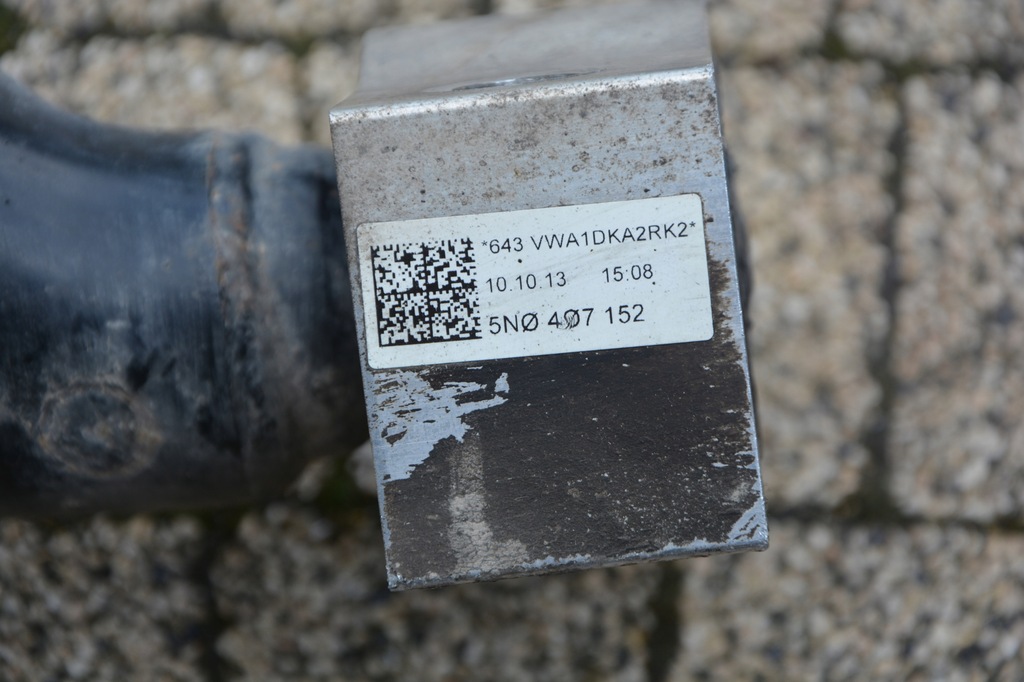 *643 VWA1DKA2RK2*
10.10.13 15:08
5NØ 4Ø7 152